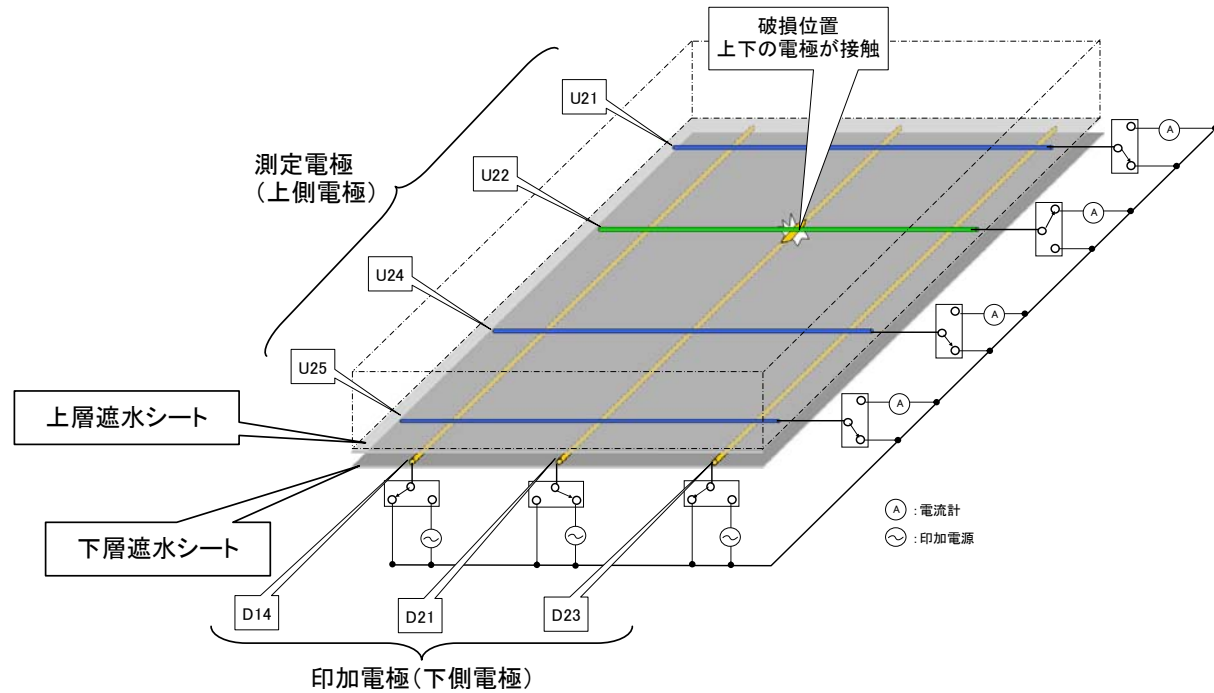 破損位置
上下の電極が接触
U21
A
測定電極
（上側電極）
U22
A
U24
A
U25
A
上層遮水シート
下層遮水シート
A :電流計
:印加電源
D14
D21
D23
印加電極（下側電極）